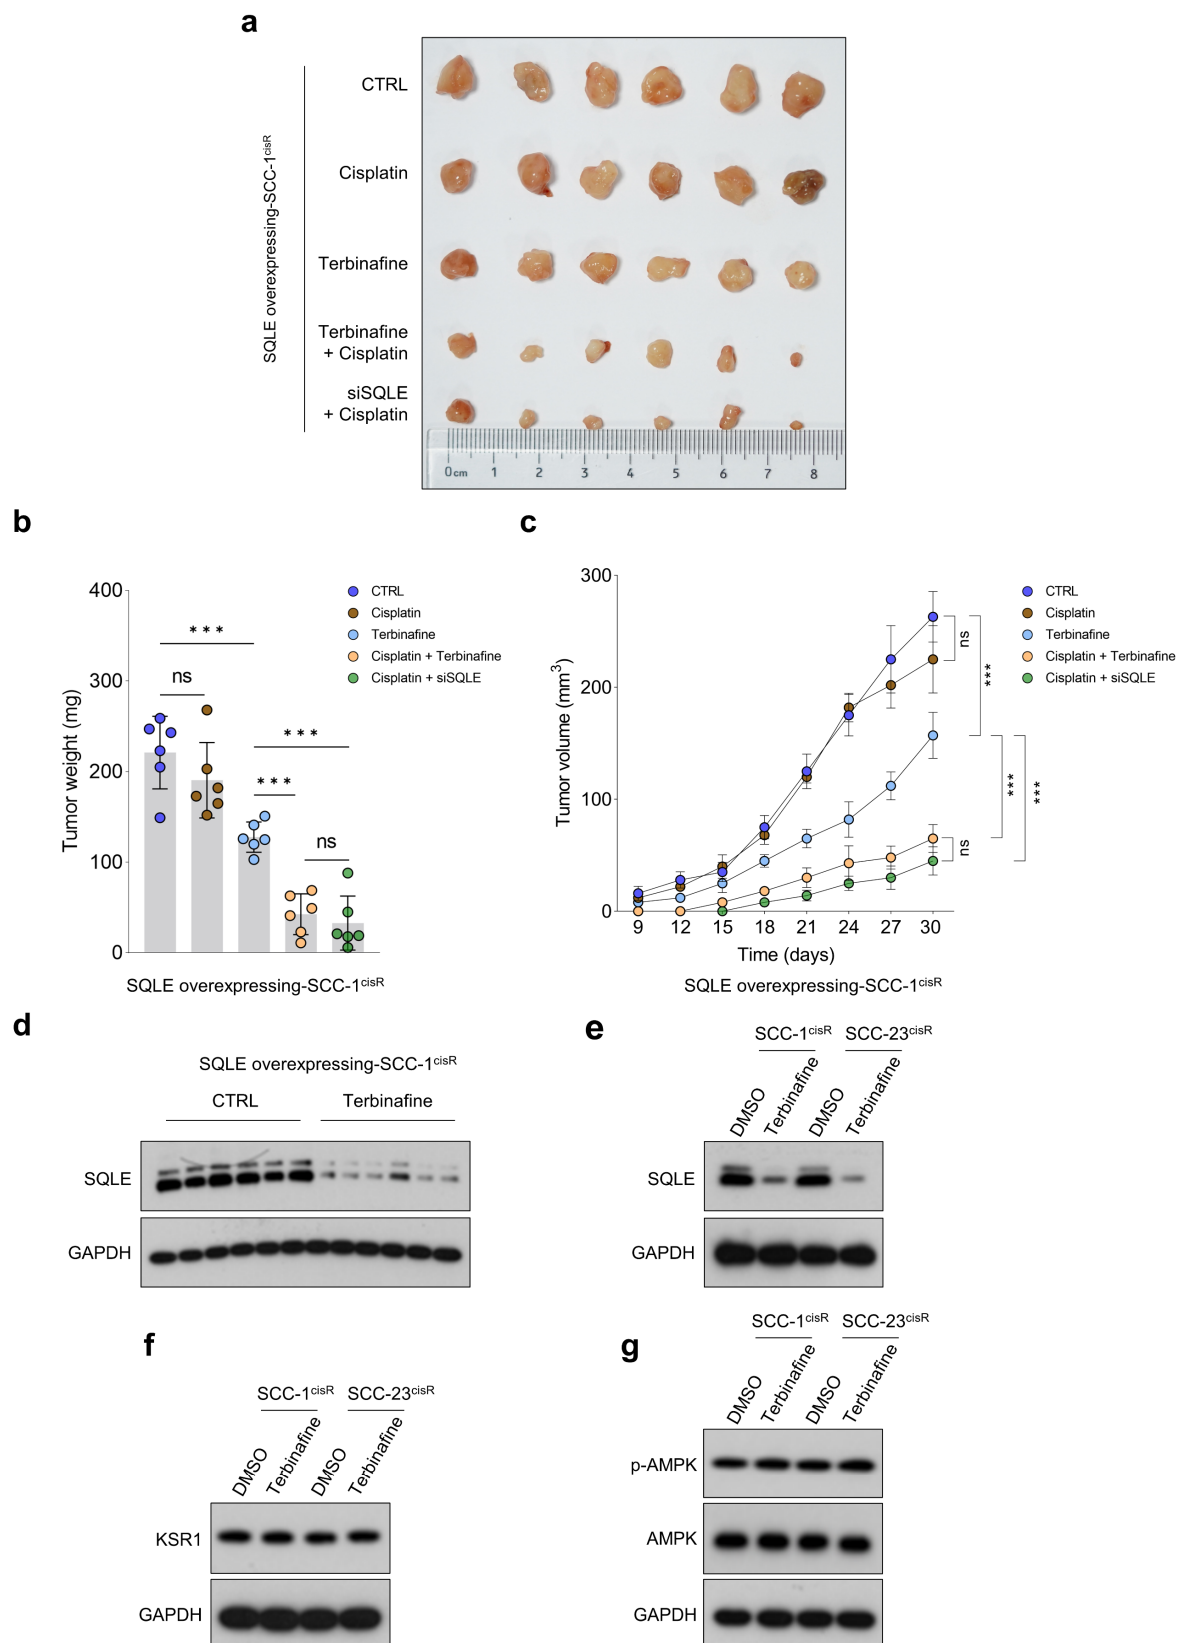 a
SQLE overexpressing-SCC-1cisR
CTRL
Cisplatin
Terbinafine
Terbinafine
+ Cisplatin
siSQLE
+ Cisplatin
0cm 1 2 3 4 5 6 7 8
b
Tumor weight (mg)
400
300
200
100
0
***
ns
***
***
ns
CTRL
Cisplatin
Terbinafine
Cisplatin + Terbinafine
Cisplatin + siSQLE
SQLE overexpressing-SCC-1cisR
c
Tumor volume (mm3)
300
200
100
0
9 12 15 18 21 24 27 30
Time (days)
SQLE overexpressing-SCC-1cisR
ns
***
***
***
ns
CTRL
Cisplatin
Terbinafine
Cisplatin + Terbinafine
Cisplatin + siSQLE
d
SQLE overexpressing-SCC-1cisR
CTRL Terbinafine
SQLE
GAPDH
e
SCC-1cisR SCC-23cisR
DMSO Terbinafine DMSO Terbinafine
SQLE
GAPDH
f
SCC-1cisR SCC-23cisR
DMSO Terbinafine DMSO Terbinafine
KSR1
GAPDH
g
SCC-1cisR SCC-23cisR
DMSO Terbinafine DMSO Terbinafine
p-AMPK
AMPK
GAPDH